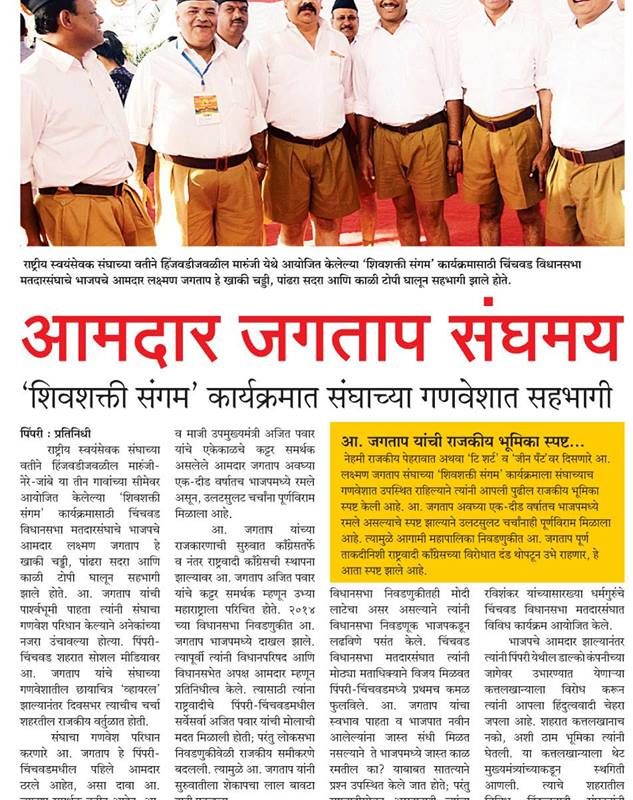 राष्ट्रीय स्वयंसेवक संघाच्या वतीने हिंजवडीजवळील मारुंजी येथे आयोजित केलेल्या ‘शिवशक्ती संगम’ कार्यक्रमासाठी चिंचवड विधानसभा
मतदारसंघाचे भाजपचे आमदार लक्ष्मण जगताप हे खाकी चड्डी, पांढरा सदरा आणि काळी टोपी घालून सहभागी झाले होते.
आमदार जगताप संघमय
‘शिवशक्ती संगम’ कार्यक्रमात संघाच्या गणवेशात सहभागी
पिंपरी : प्रतिनिधी
राष्ट्रीय स्वयंसेवक संघाच्या
वतीने हिंजवडीजवळील मारुंजी-
नेरे-जांबे या तीन गावांच्या सीमेवर
आयोजित केलेल्या ‘शिवशक्ती
संगम’ कार्यक्रमासाठी चिंचवड
विधानसभा मतदारसंघाचे भाजपचे
आमदार लक्ष्मण जगताप हे
खाकी चड्डी, पांढरा सदरा आणि
काळी टोपी घालून सहभागी
झाले होते. आ. जगताप यांची
पार्श्वभूमी पाहता त्यांनी संघाचा
गणवेश परिधान केल्याने अनेकांच्या
नजरा उंचावल्या होत्या. पिंपरी-
चिंचवड शहरात सोशल मीडियावर
आ. जगताप यांचे संघाच्या
गणवेशातील छायाचित्र ‘व्हायरल’
झाल्यानंतर दिवसभर त्याचीच चर्चा
शहरातील राजकीय वर्तुळात होती.
संघाचा गणवेश परिधान
करणारे आ. जगताप हे पिंपरी-
चिंचवडमधील पहिले आमदार
ठरले आहेत, असा दावा आ.
व माजी उपमुख्यमंत्री अजित पवार
यांचे एकेकाळचे कट्टर समर्थक
असलेले आमदार जगताप अवघ्या
एक-दीड वर्षातच भाजपमध्ये रमले
असून, उलटसुलट चर्चांना पूर्णविराम
मिळाला आहे.
आ. जगताप यांच्या
राजकारणाची सुरुवात काँग्रेसतर्फे
व नंतर राष्ट्रवादी काँग्रेसची स्थापना
झाल्यावर आ. जगताप अजित पवार
यांचे कट्टर समर्थक म्हणून उभ्या
महाराष्ट्राला परिचित होते. २०१४
च्या विधानसभा निवडणुकीत आ.
जगताप भाजपमध्ये दाखल झाले.
त्यापूर्वी त्यांनी विधानपरिषद आणि
विधानसभेत अपक्ष आमदार म्हणून
प्रतिनिधीत्व केले. त्यासाठी त्यांना
राष्ट्रवादीचे पिंपरी-चिंचवडमधील
सर्वेसर्वा अजित पवार यांची मोलाची
मदत मिळाली होती; परंतु लोकसभा
निवडणुकीवेळी राजकीय समीकरणे
बदलली. त्यामुळे आ. जगताप यांनी
सुरुवातीला शेकापचा लाल बावटा
आ. जगताप यांची राजकीय भूमिका स्पष्ट...
नेहमी राजकीय पेहरावात अथवा ‘टि शर्ट’ व ‘जीन पँट’वर दिसणारे आ.
लक्ष्मण जगताप संघाच्या ‘शिवशक्ती संगम’ कार्यक्रमाला संघाच्याच
गणवेशात उपस्थित राहिल्याने त्यांनी आपली पुढील राजकीय भूमिका
स्पष्ट केली आहे. आ. जगताप अवघ्या एक-दीड वर्षातच भाजपमध्ये
रमले असल्याचे स्पष्ट झाल्याने उलटसुलट चर्चांनाही पूर्णविराम मिळाला
आहे. त्यामुळे आगामी महापालिका निवडणुकीत आ. जगताप पूर्ण
ताकदीनिशी राष्ट्रवादी काँग्रेसच्या विरोधात दंड थोपटून उभे राहणार, हे
आता स्पष्ट झाले आहे.
विधानसभा निवडणुकीतही मोदी
लाटेचा असर असल्याने त्यांनी
विधानसभा निवडणूक भाजपकडून
लढविणे पसंत केले. चिंचवड
विधानसभा मतदारसंघात त्यांनी
मोठ्या मताधिक्याने विजय मिळवत
पिंपरी-चिंचवडमध्ये प्रथमच कमळ
फुलविले. आ. जगताप यांचा
स्वभाव पाहता व भाजपात नवीन
आलेल्यांना जास्त संधी मिळत
नसल्याने ते भाजपमध्ये जास्त काळ
रमतील का? याबाबत सातत्याने
प्रश्न उपस्थित केले जात होते; परंतु
रविशंकर यांच्यासारख्या धर्मगुरुंचे
चिंचवड विधानसभा मतदारसंघात
विविध कार्यक्रम आयोजित केले.
भाजपचे आमदार झाल्यानंतर
त्यांनी पिंपरी येथील डाल्को कंपनीच्या
जागेवर उभारण्यात येणाऱ्या
कत्तलखान्याला विरोध करून
त्यांनी आपला हिंदुत्ववादी चेहरा
जपला आहे. शहरात कत्तलखानाच
नको, अशी ठाम भूमिका त्यांनी
घेतली. या कत्तलखान्याला थेट
मुख्यमंत्र्यांकडूनच स्थगिती
आणली. त्याचे शहरातील